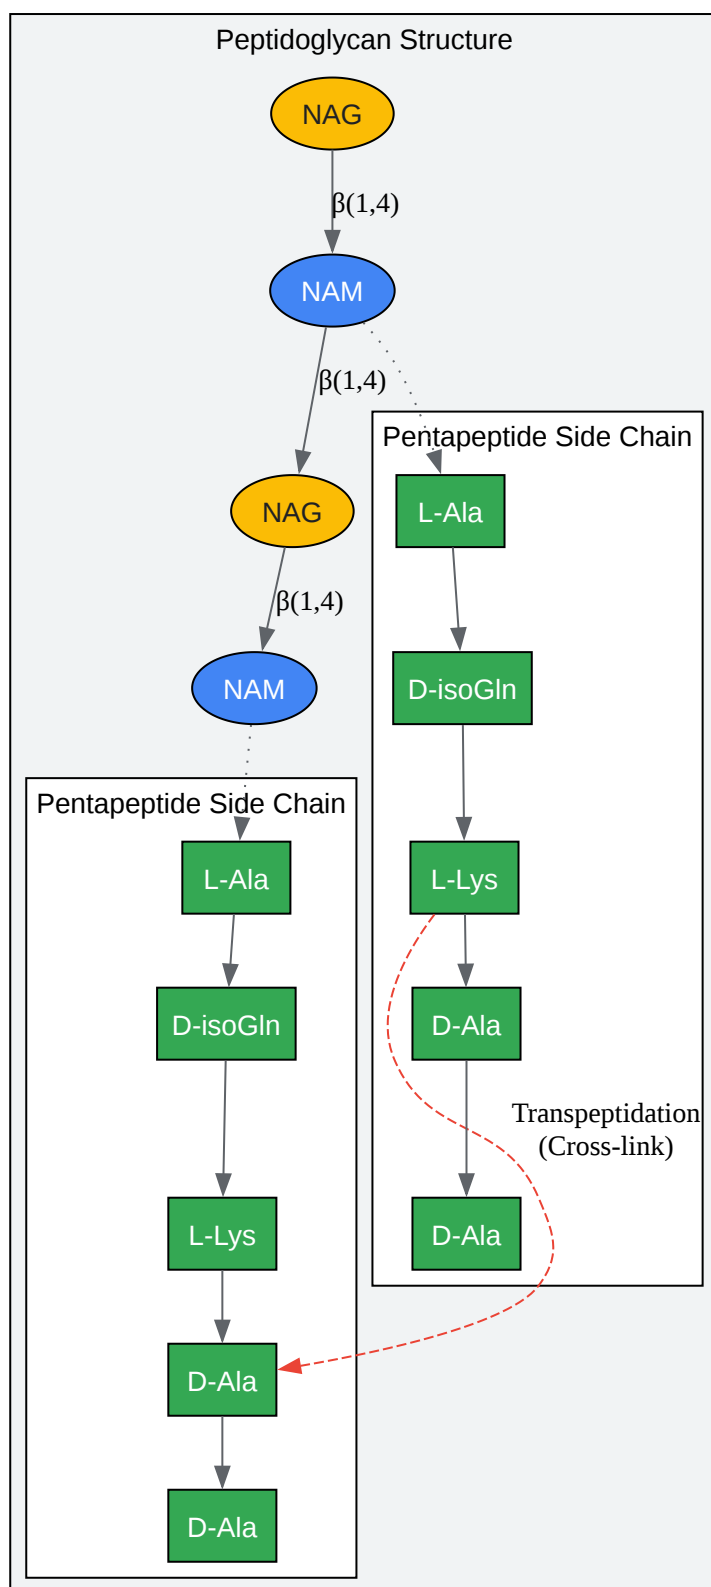 Peptidoglycan Structure
NAG
β(1,4)
NAM
β(1,4)
NAG
β(1,4)
NAM
Pentapeptide Side Chain
L-Ala
D-isoGln
L-Lys
D-Ala
D-Ala
Transpeptidation
(Cross-link)
Pentapeptide Side Chain
L-Ala
D-isoGln
L-Lys
D-Ala
D-Ala